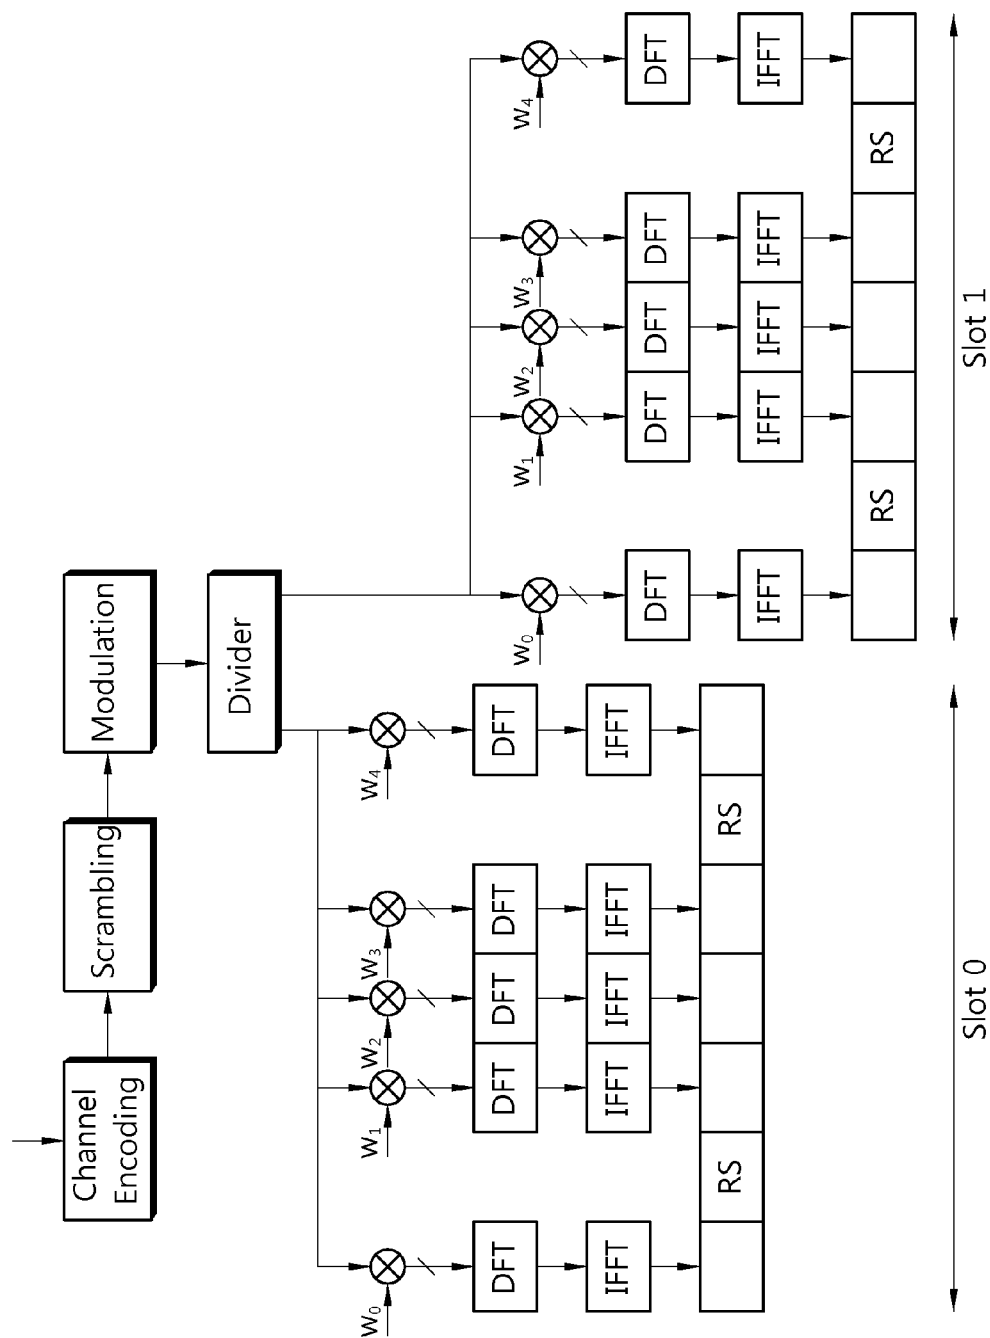 Channel
Encoding
Scrambling
Modulation
Divider
W0
W1
W2
W3
W4
DFT
DFT
DFT
DFT
DFT
IFFT
IFFT
IFFT
IFFT
IFFT
RS
RS
Slot 0
W0
W1
W2
W3
W4
DFT
DFT
DFT
DFT
DFT
IFFT
IFFT
IFFT
IFFT
IFFT
RS
RS
Slot 1